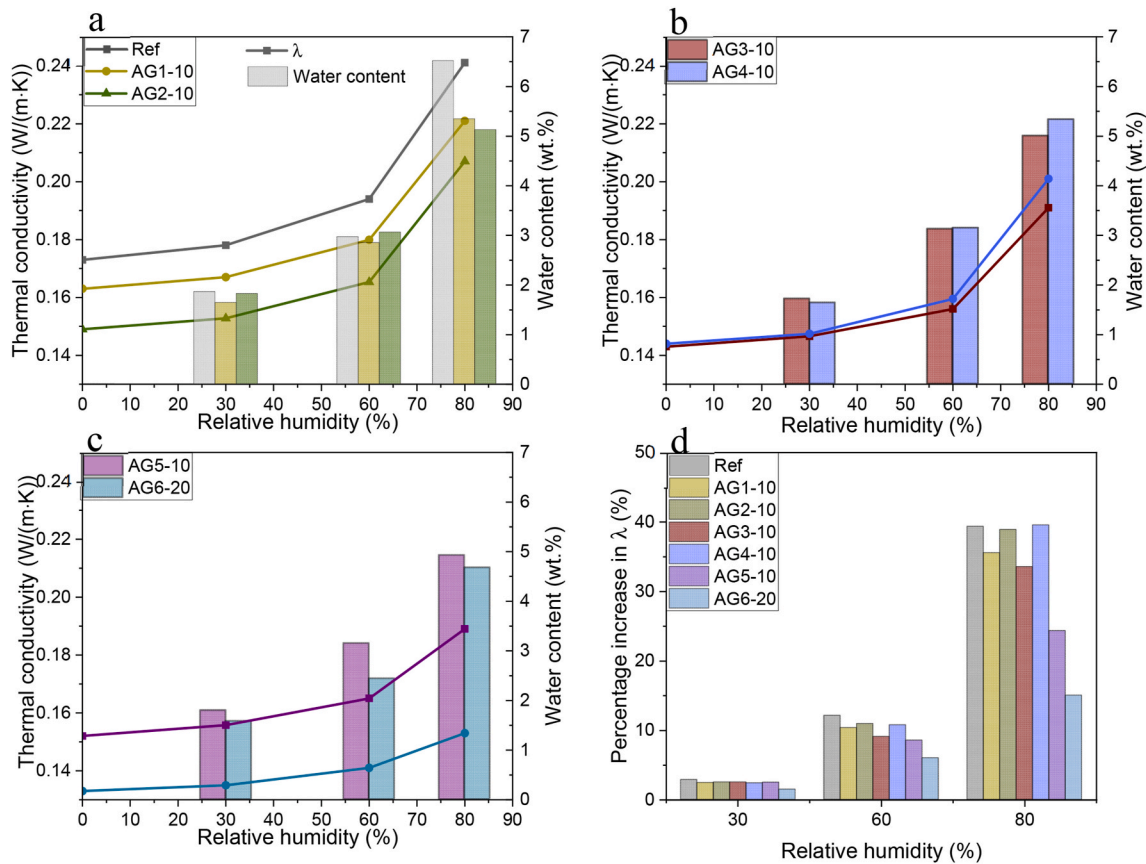 a
Ref
AG1-10
AG2-10
λ
Water content
Thermal conductivity (W/(m·K))
0.24
0.22
0.20
0.18
0.16
0.14
7
6
5
4
3
2
1
0
Water content (wt.%)
0 10 20 30 40 50 60 70 80 90
Relative humidity (%)
b
AG3-10
AG4-10
Thermal conductivity (W/(m·K))
0.24
0.22
0.20
0.18
0.16
0.14
7
6
5
4
3
2
1
0
Water content (wt.%)
0 10 20 30 40 50 60 70 80 90
Relative humidity (%)
c
AG5-10
AG6-20
Thermal conductivity (W/(m·K))
0.24
0.22
0.20
0.18
0.16
0.14
7
6
5
4
3
2
1
0
Water content (wt.%)
0 10 20 30 40 50 60 70 80 90
Relative humidity (%)
d
Ref
AG1-10
AG2-10
AG3-10
AG4-10
AG5-10
AG6-20
Percentage increase in λ (%)
50
40
30
20
10
0
30 60 80
Relative humidity (%)